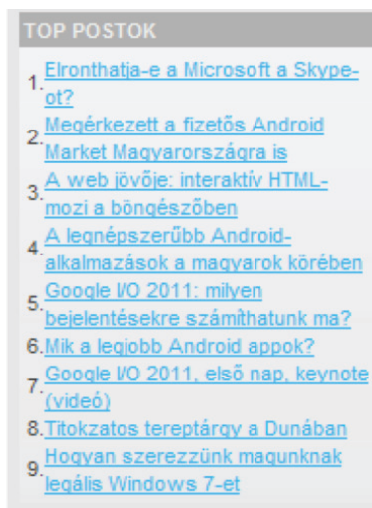 TOP POSTOK
1. Elronthatja-e a Microsoft a Skype-
ot?
2. Megérkezett a fizetős Android
Market Magyarországra is
3. A web jövője: interaktív HTML-
mozi a böngészőben
4. A legnépszerűbb Android-
alkalmazások a magyarok körében
5. Google I/O 2011: milyen
bejelentésekre számíthatunk ma?
6. Mik a legjobb Android appok?
7. Google I/O 2011, első nap, keynote
(videó)
8. Titokzatos tereptárgy a Dunában
9. Hogyan szerezzünk magunknak
legális Windows 7-et